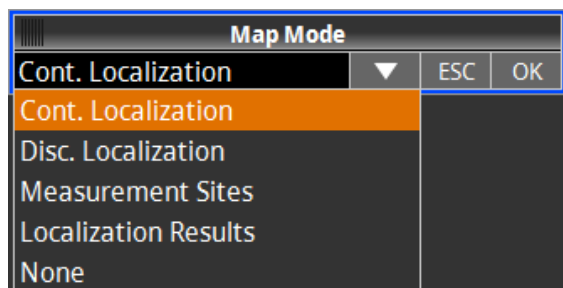 Map Mode
Cont. Localization ESC OK
Cont. Localization
Disc. Localization
Measurement Sites
Localization Results
None